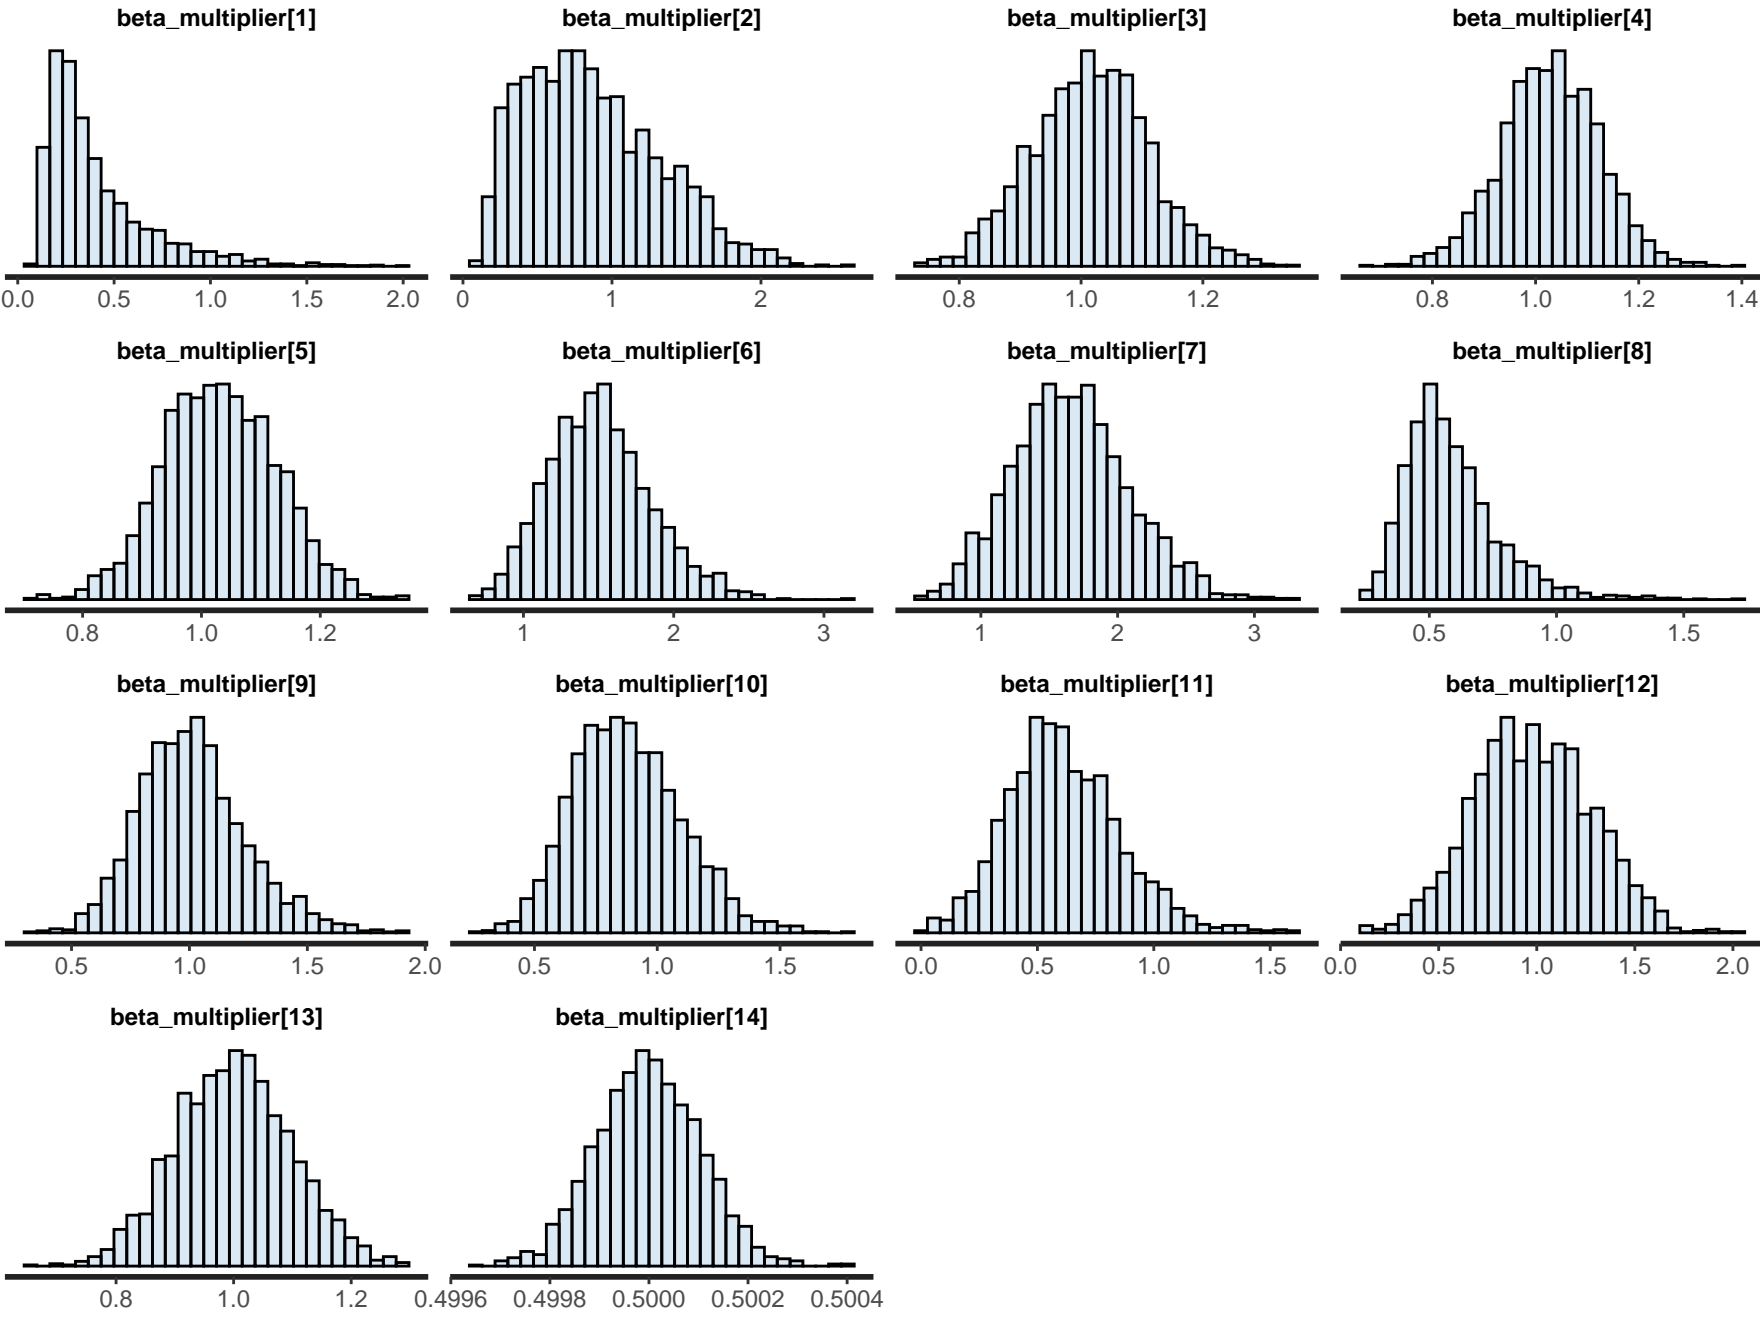 beta_multiplier[1] beta_multiplier[2] beta_multiplier[3] beta_multiplier[4]
0.0 0.5 1.0 1.5 2.0 0 1 2 0.8 1.0 1.2 0.8 1.0 1.2 1.4
beta_multiplier[5] beta_multiplier[6] beta_multiplier[7] beta_multiplier[8]
0.8 1.0 1.2 1 2 3 1 2 3 0.5 1.0 1.5
beta_multiplier[9] beta_multiplier[10] beta_multiplier[11] beta_multiplier[12]
0.5 1.0 1.5 2.0 0.5 1.0 1.5 0.0 0.5 1.0 1.5 0.0 0.5 1.0 1.5 2.0
beta_multiplier[13] beta_multiplier[14]
0.8 1.0 1.2 0.4996 0.4998 0.5000 0.5002 0.5004